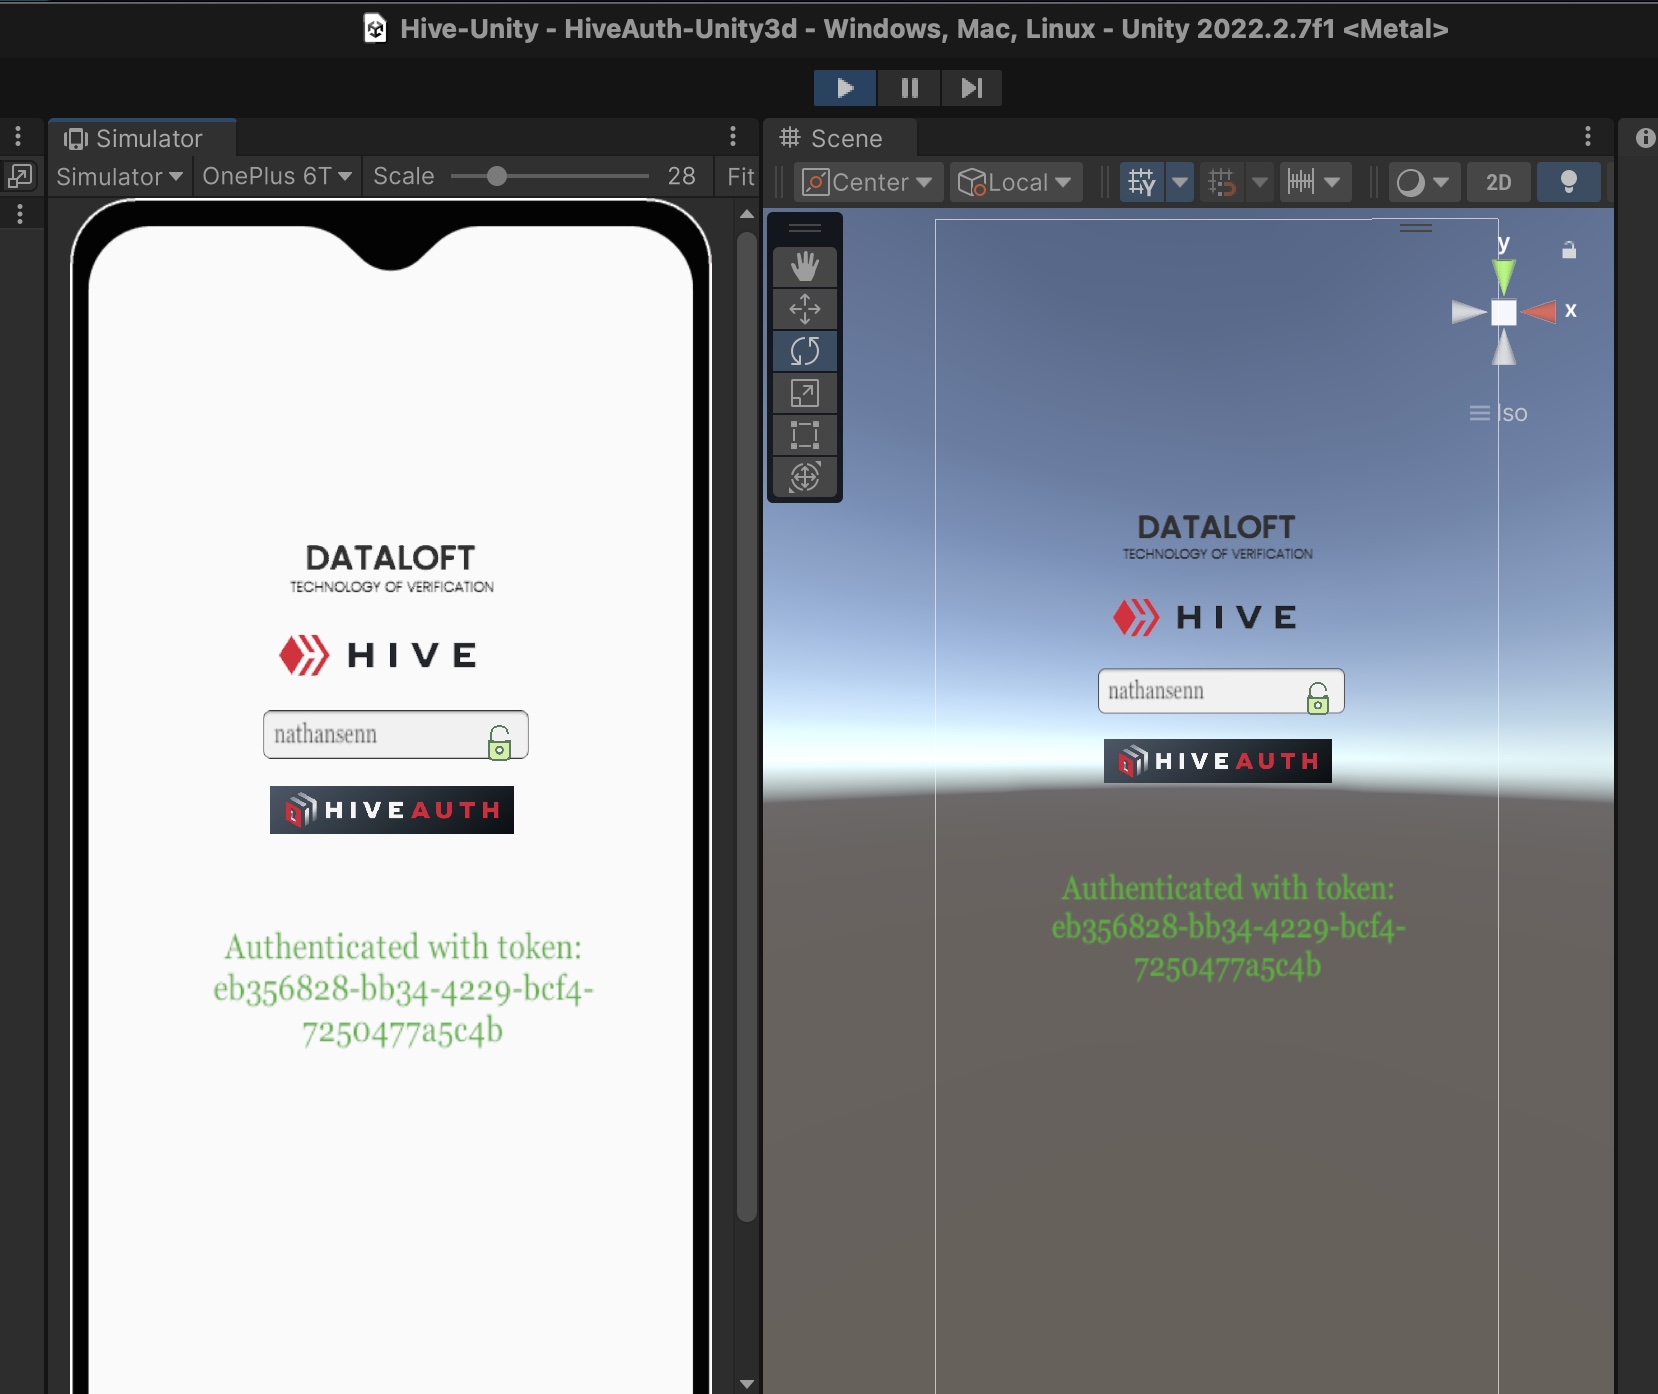 Hive-Unity - HiveAuth-Unity3d - Windows, Mac, Linux - Unity 2022.2.7f1 <Metal>
Simulator
Simulator
OnePlus 6T
Scale
28
Fit
DATALOFT
TECHNOLOGY OF VERIFICATION
HIVE
nathansenn
HIVEAUTH
Authenticated with token:
eb356828-bb34-4229-bcf4-
7250477a5c4b
Scene
Center
Local
Y
2D
y
x
Iso
DATALOFT
TECHNOLOGY OF VERIFICATION
HIVE
nathansenn
HIVEAUTH
Authenticated with token:
eb356828-bb34-4229-bcf4-
7250477a5c4b